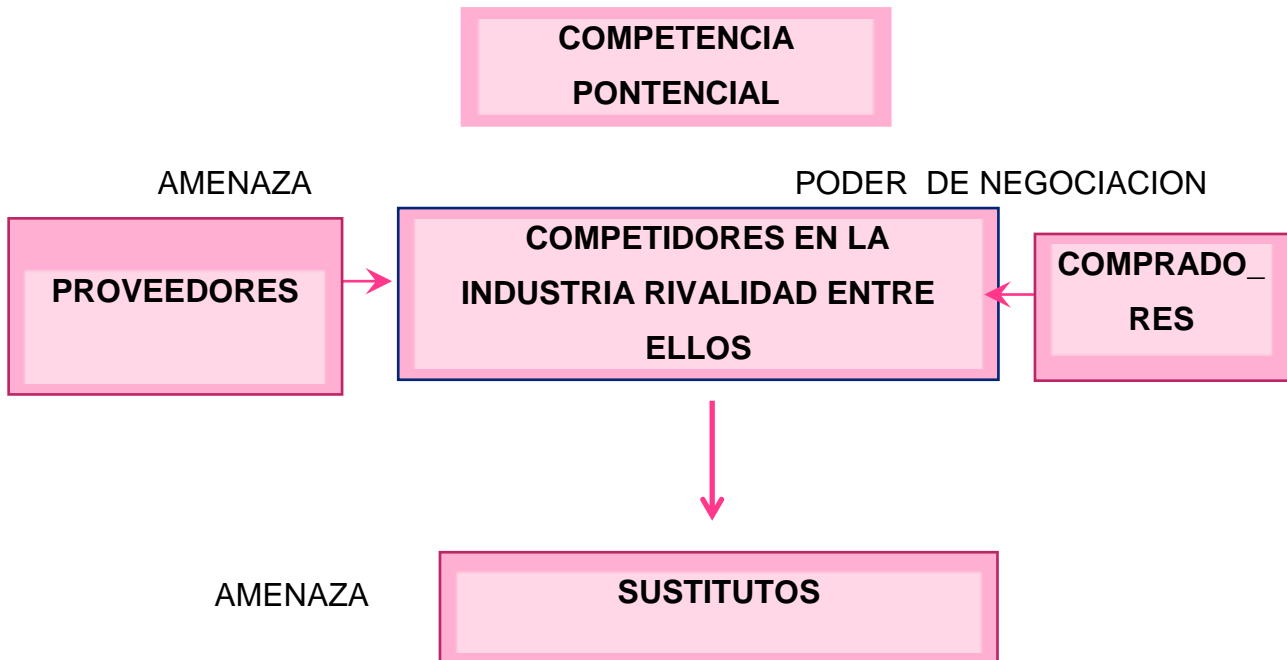 COMPETENCIA
PONTENCIAL
AMENAZA
PODER DE NEGOCIACION
PROVEEDORES
COMPETIDORES EN LA
INDUSTRIA RIVALIDAD ENTRE
ELLOS
COMPRADO_
RES
AMENAZA
SUSTITUTOS